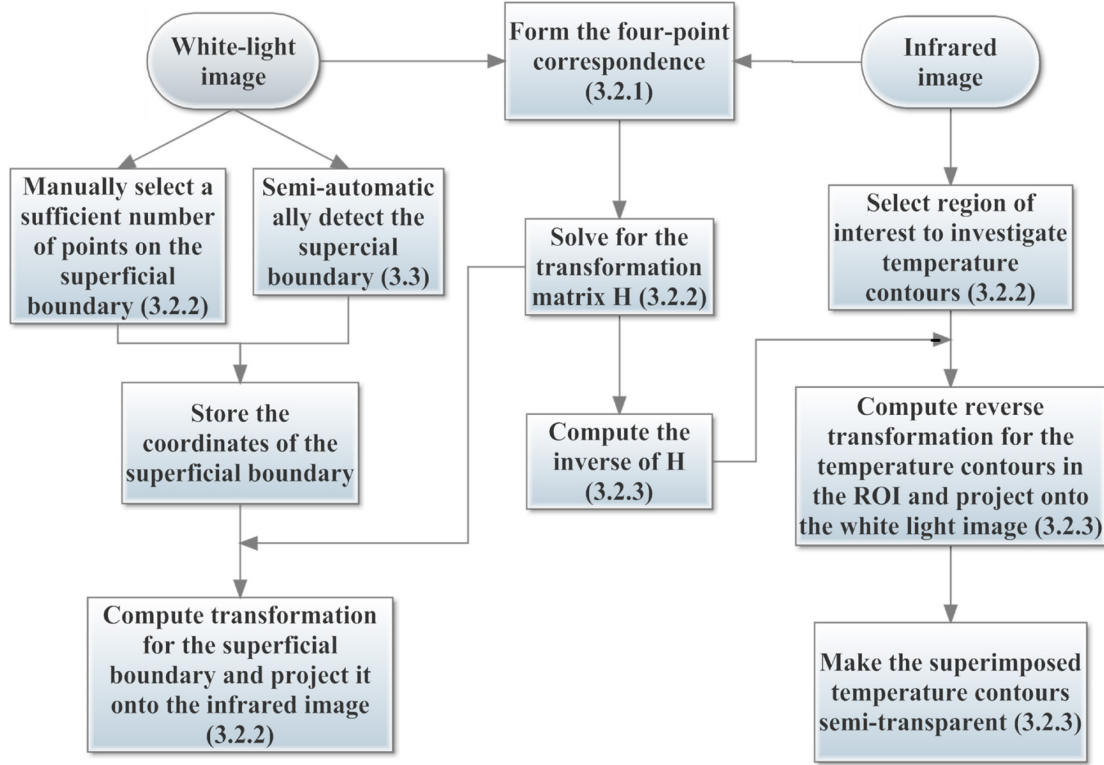 White-light
image
Form the four-point
correspondence
(3.2.1)
Infrared
image
Manually select a
sufficient number
of points on the
superficial
boundary (3.2.2)
Semi-automatic
ally detect the
supercial
boundary (3.3)
Solve for the
transformation
matrix H (3.2.2)
Select region of
interest to investigate
temperature
contours (3.2.2)
Store the
coordinates of the
superficial boundary
Compute the
inverse of H
(3.2.3)
Compute reverse
transformation for the
temperature contours in
the ROI and project onto
the white light image (3.2.3)
Compute transformation
for the superficial
boundary and project it
onto the infrared image
(3.2.2)
Make the superimposed
temperature contours
semi-transparent (3.2.3)